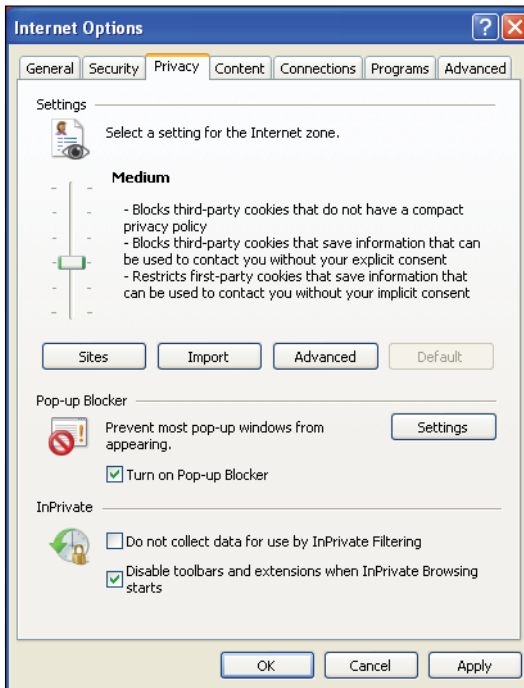 Internet Options
General Security Privacy Content Connections Programs Advanced
Settings
Select a setting for the Internet zone.
Medium
- Blocks third-party cookies that do not have a compact
privacy policy
- Blocks third-party cookies that save information that can
be used to contact you without your explicit consent
- Restricts first-party cookies that save information that
can be used to contact you without your implicit consent
Sites Import Advanced Default
Pop-up Blocker
Prevent most pop-up windows from
appearing.
Settings
Turn on Pop-up Blocker
InPrivate
Do not collect data for use by InPrivate Filtering
Disable toolbars and extensions when InPrivate Browsing
starts
OK Cancel Apply